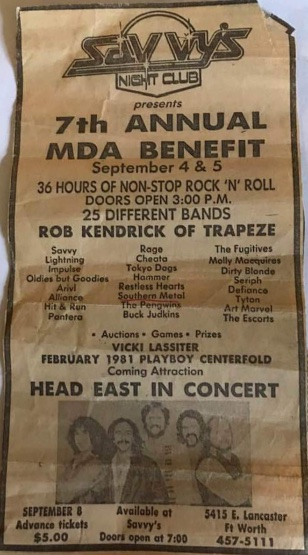 Savvy's
NIGHT CLUB
presents
7th ANNUAL
MDA BENEFIT
September 4 & 5
36 HOURS OF NON-STOP ROCK 'N' ROLL
DOORS OPEN 3:00 P.M.
25 DIFFERENT BANDS
ROB KENDRICK OF TRAPEZE
Savvy Rage The Fugitives
Lightning Cheata Molly Maequires
Impulse Tokyo Dogs Dirty Blonde
Oldies but Goodies Hammer Seriph
Arivl Restless Hearts Defiance
Alliance Southern Metal Tytan
Hit & Run The Pengwins Art Marvel
Pantera Buck Judkins The Escorts
• Auctions • Games • Prizes
VICKI LASSITER
FEBRUARY 1981 PLAYBOY CENTERFOLD
Coming Attraction
HEAD EAST IN CONCERT
SEPTEMBER 8 Available at 5415 E. Lancaster
Advance tickets Savvy's Ft Worth
$5.00 Doors open at 7:00 457-5111